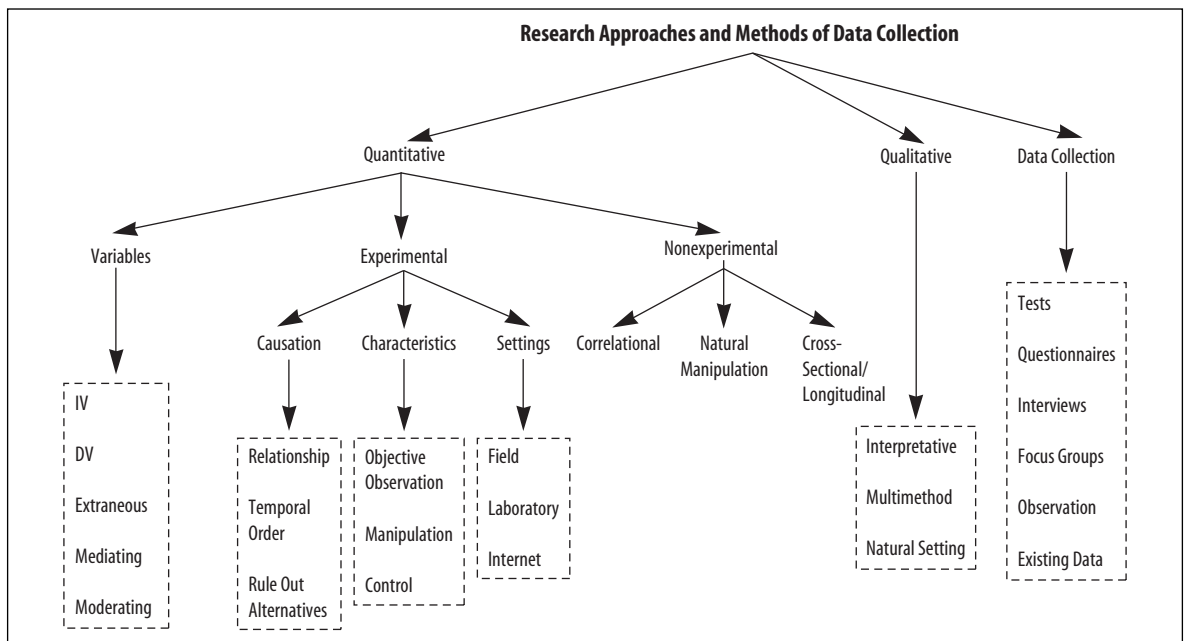 Research Approaches and Methods of Data Collection
Quantitative
Qualitative
Data Collection
Variables
Experimental
Nonexperimental
Causation
Characteristics
Settings
Correlational
Natural
Manipulation
Cross-
Sectional/
Longitudinal
IV
DV
Extraneous
Mediating
Moderating
Relationship
Temporal
Order
Rule Out
Alternatives
Objective
Observation
Manipulation
Control
Field
Laboratory
Internet
Interpretative
Multimethod
Natural Setting
Tests
Questionnaires
Interviews
Focus Groups
Observation
Existing Data